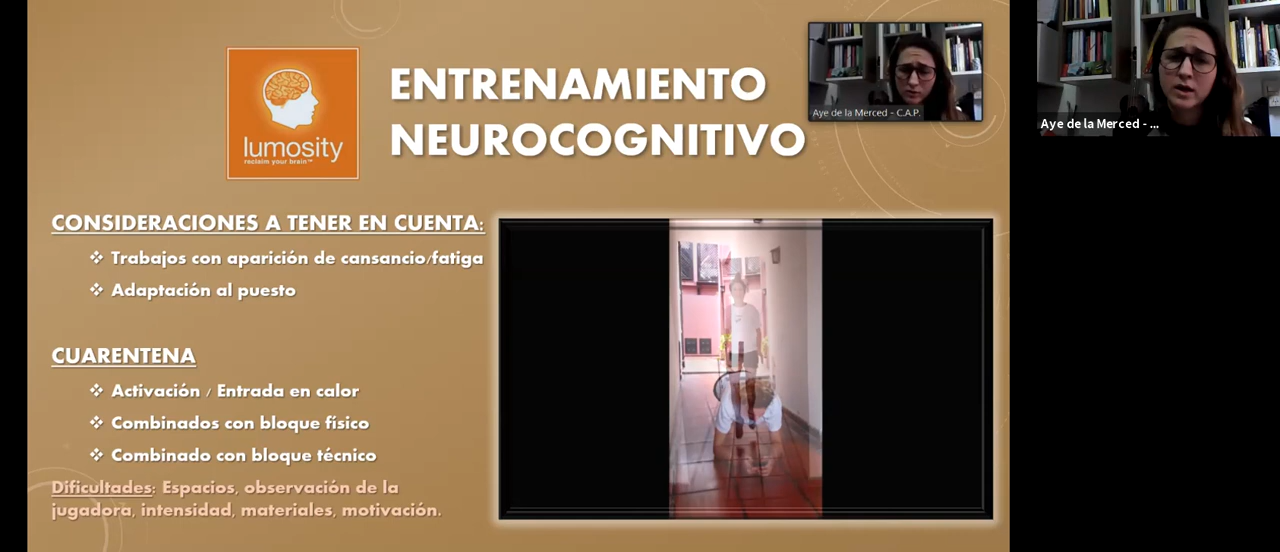 lumosity
reclaim your brain™
ENTRENAMIENTO
NEUROCOGNITIVO
Aye de la Merced - C.A.P.
Aye de la Merced - ...
CONSIDERACIONES A TENER EN CUENTA:
❖ Trabajos con aparición de cansancio/fatiga
❖ Adaptación al puesto
CUARENTENA
❖ Activación / Entrada en calor
❖ Combinados con bloque físico
❖ Combinado con bloque técnico
Dificultades: Espacios, observación de la
jugadora, intensidad, materiales, motivación.